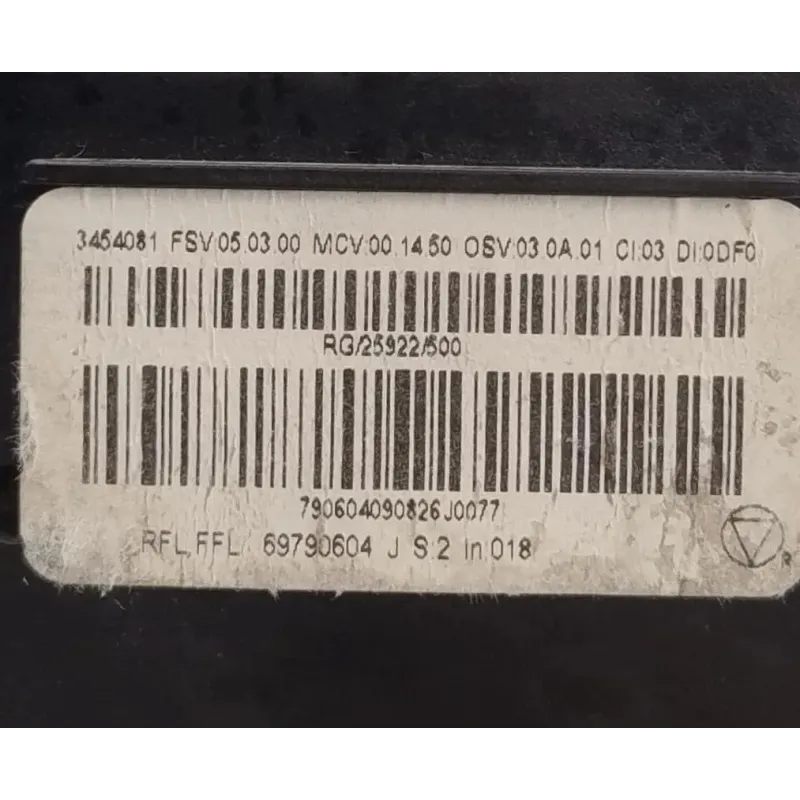 3454081 FSV:05.03.00 MCV:00.14.50 OSV:03.0A.01 CI:03 DI:0DF0
RG/25922/500
790604090826J0077
RFL,FFL 69790604 J S:2 In:018